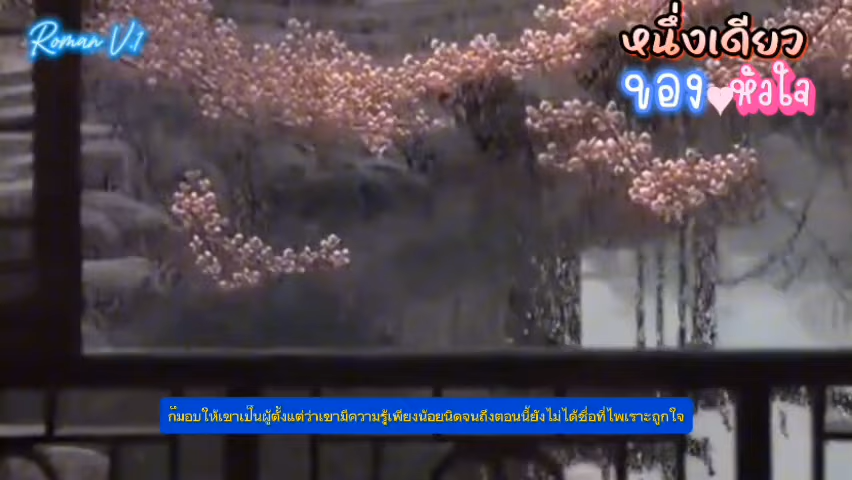 Roman V.1
หนึ่งเดียว
ของ หัวใจ
ก็มอบให้เขาเป็นผู้ตั้งแต่ว่าเขามีความรู้เพียงน้อยนิดจนถึงตอนนี้ยังไม่ได้ชื่อที่ไพเราะถูกใจ